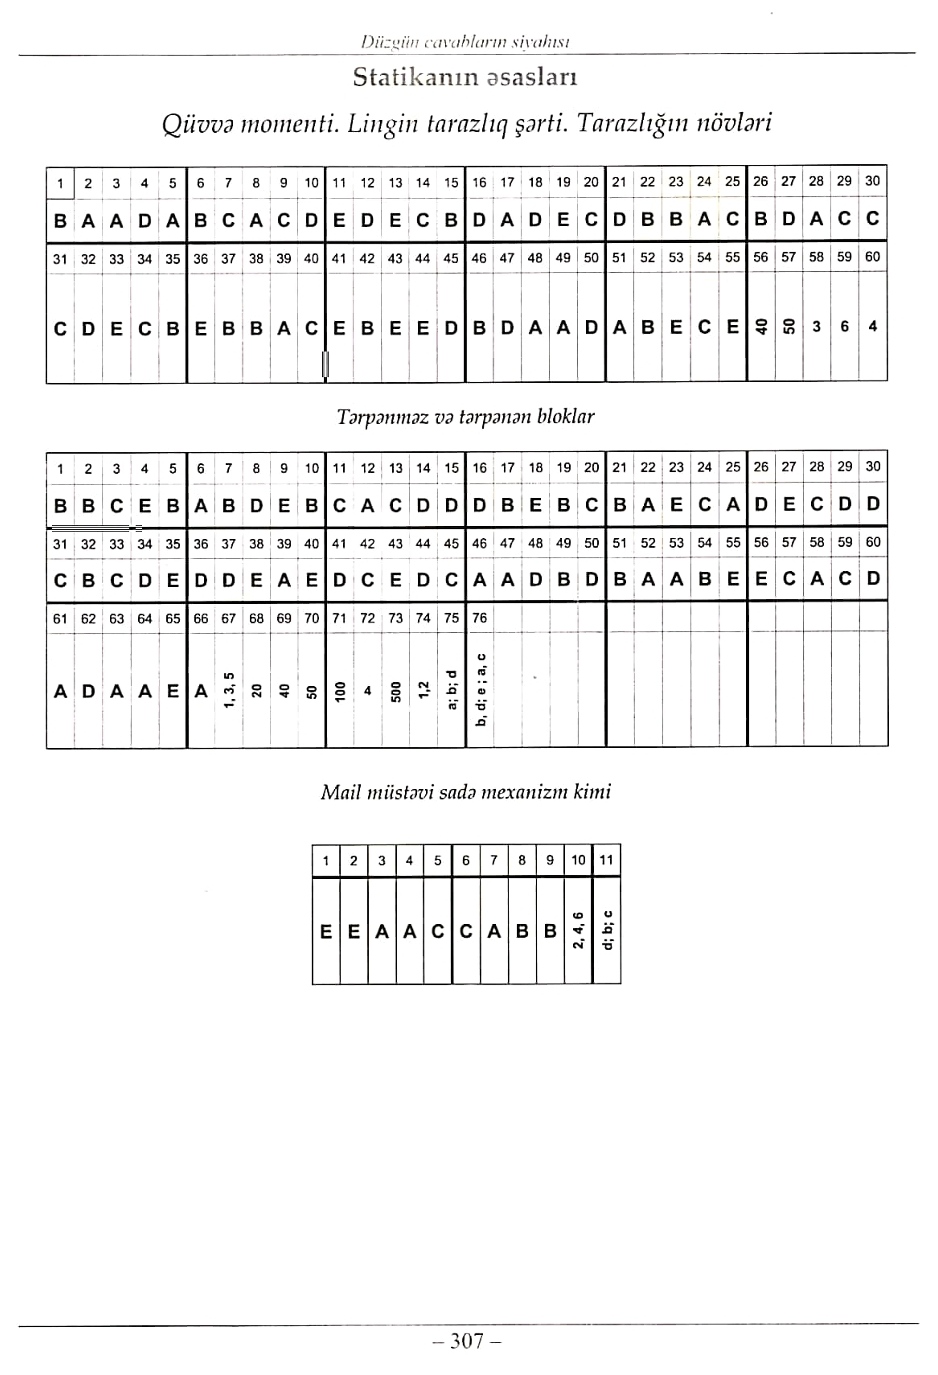 Düzgün cavabların siyahısı
Statikanın əsasları
Qüvvə momenti. Lingin tarazlıq şərti. Tarazlığın növləri
1 2 3 4 5 6 7 8 9 10 11 12 13 14 15 16 17 18 19 20 21 22 23 24 25 26 27 28 29 30
B A A D A B C A C D E D E C B D A D E C D B B A C B D A C C
31 32 33 34 35 36 37 38 39 40 41 42 43 44 45 46 47 48 49 50 51 52 53 54 55 56 57 58 59 60
C D E C B E B B A C E B E E D B D A A D A B E C E 40 50 3 6 4
Tərpənməz və tərpənən bloklar
1 2 3 4 5 6 7 8 9 10 11 12 13 14 15 16 17 18 19 20 21 22 23 24 25 26 27 28 29 30
B B C E B A B D E B C A C D D D B E B C B A E C A D E C D D
31 32 33 34 35 36 37 38 39 40 41 42 43 44 45 46 47 48 49 50 51 52 53 54 55 56 57 58 59 60
C B C D E D D E A E D C E D C A A D B D B A A B E E C A C D
61 62 63 64 65 66 67 68 69 70 71 72 73 74 75 76
A D A A E A 1, 3, 5 20 40 50 100 4 500 1,2 a; b; d b, d; e ; a, c
Mail müstəvi sadə mexanizm kimi
1 2 3 4 5 6 7 8 9 10 11
E E A A C C A B B 2, 4, 6 d; b; c
– 307 –